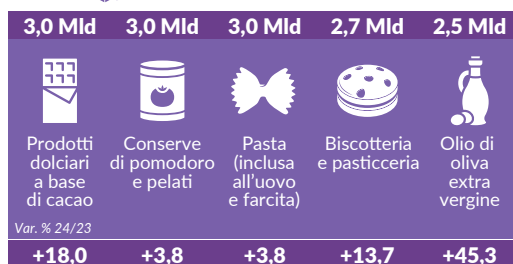 3,0 Mld 3,0 Mld 3,0 Mld 2,7 Mld 2,5 Mld
Prodotti
dolciari
a base
di cacao
Conserve
di pomodoro
e pelati
Pasta
(inclusa
all'uovo
e farcita)
Biscotteria
e pasticceria
Olio di
oliva
extra
vergine
Var. % 24/23
+18,0 +3,8 +3,8 +13,7 +45,3